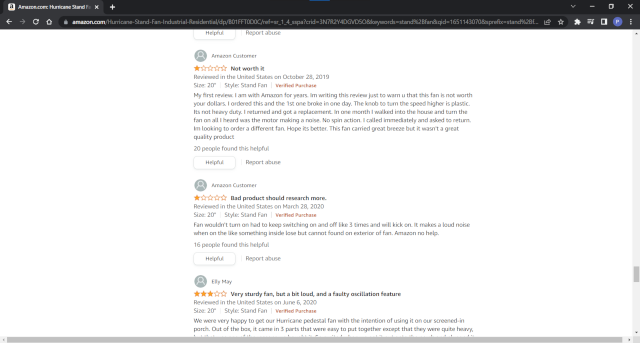 Amazon.com: Hurricane Stand F
amazon.com/Hurricane-Stand-Fan-Industrial-Residential/dp/B01FFT0D0C/ref=sr_1_4_sspa?crid=3N7R2Y4DOVDSO&keywords=stand%2Bfan&qid=1651143070&sprefix=stand%2BE...
Helpful | Report abuse
Amazon Customer
Not worth it
Reviewed in the United States on October 28, 2019
Size: 20" | Style: Stand Fan | Verified Purchase
My first review. I am with Amazon for years. Im writing this review just to warn u that this fan is not worth
your dollars. I ordered this and the 1st one broke in one day. The knob to turn the speed higher is plastic.
Its not heavy duty. I returned and got a replacement. In one month I walked into the house and turn the
fan on all I heard was the motor making a noise. No spin action. I called immediately and asked to return.
Im looking to order a different fan. Hope its better. This fan carried great breeze but it wasn't a great
quality product
20 people found this helpful
Helpful | Report abuse
Amazon Customer
Bad product should research more.
Reviewed in the United States on March 28, 2020
Size: 20" | Style: Stand Fan | Verified Purchase
Fan wouldn't turn on had to keep switching on and off like 3 times and will kick on. It makes a loud noise
when on the like something inside lose but cannot found on exterior of fan. Amazon no help.
16 people found this helpful
Helpful | Report abuse
Elly May
Very sturdy fan, but a bit loud, and a faulty oscillation feature
Reviewed in the United States on June 6, 2020
Size: 20" | Style: Stand Fan | Verified Purchase
We were very happy to get our Hurricane pedestal fan with the intention of using it on our screened-in
porch. Out of the box, it came in 3 parts that were easy to put together except that they were quite heavy,